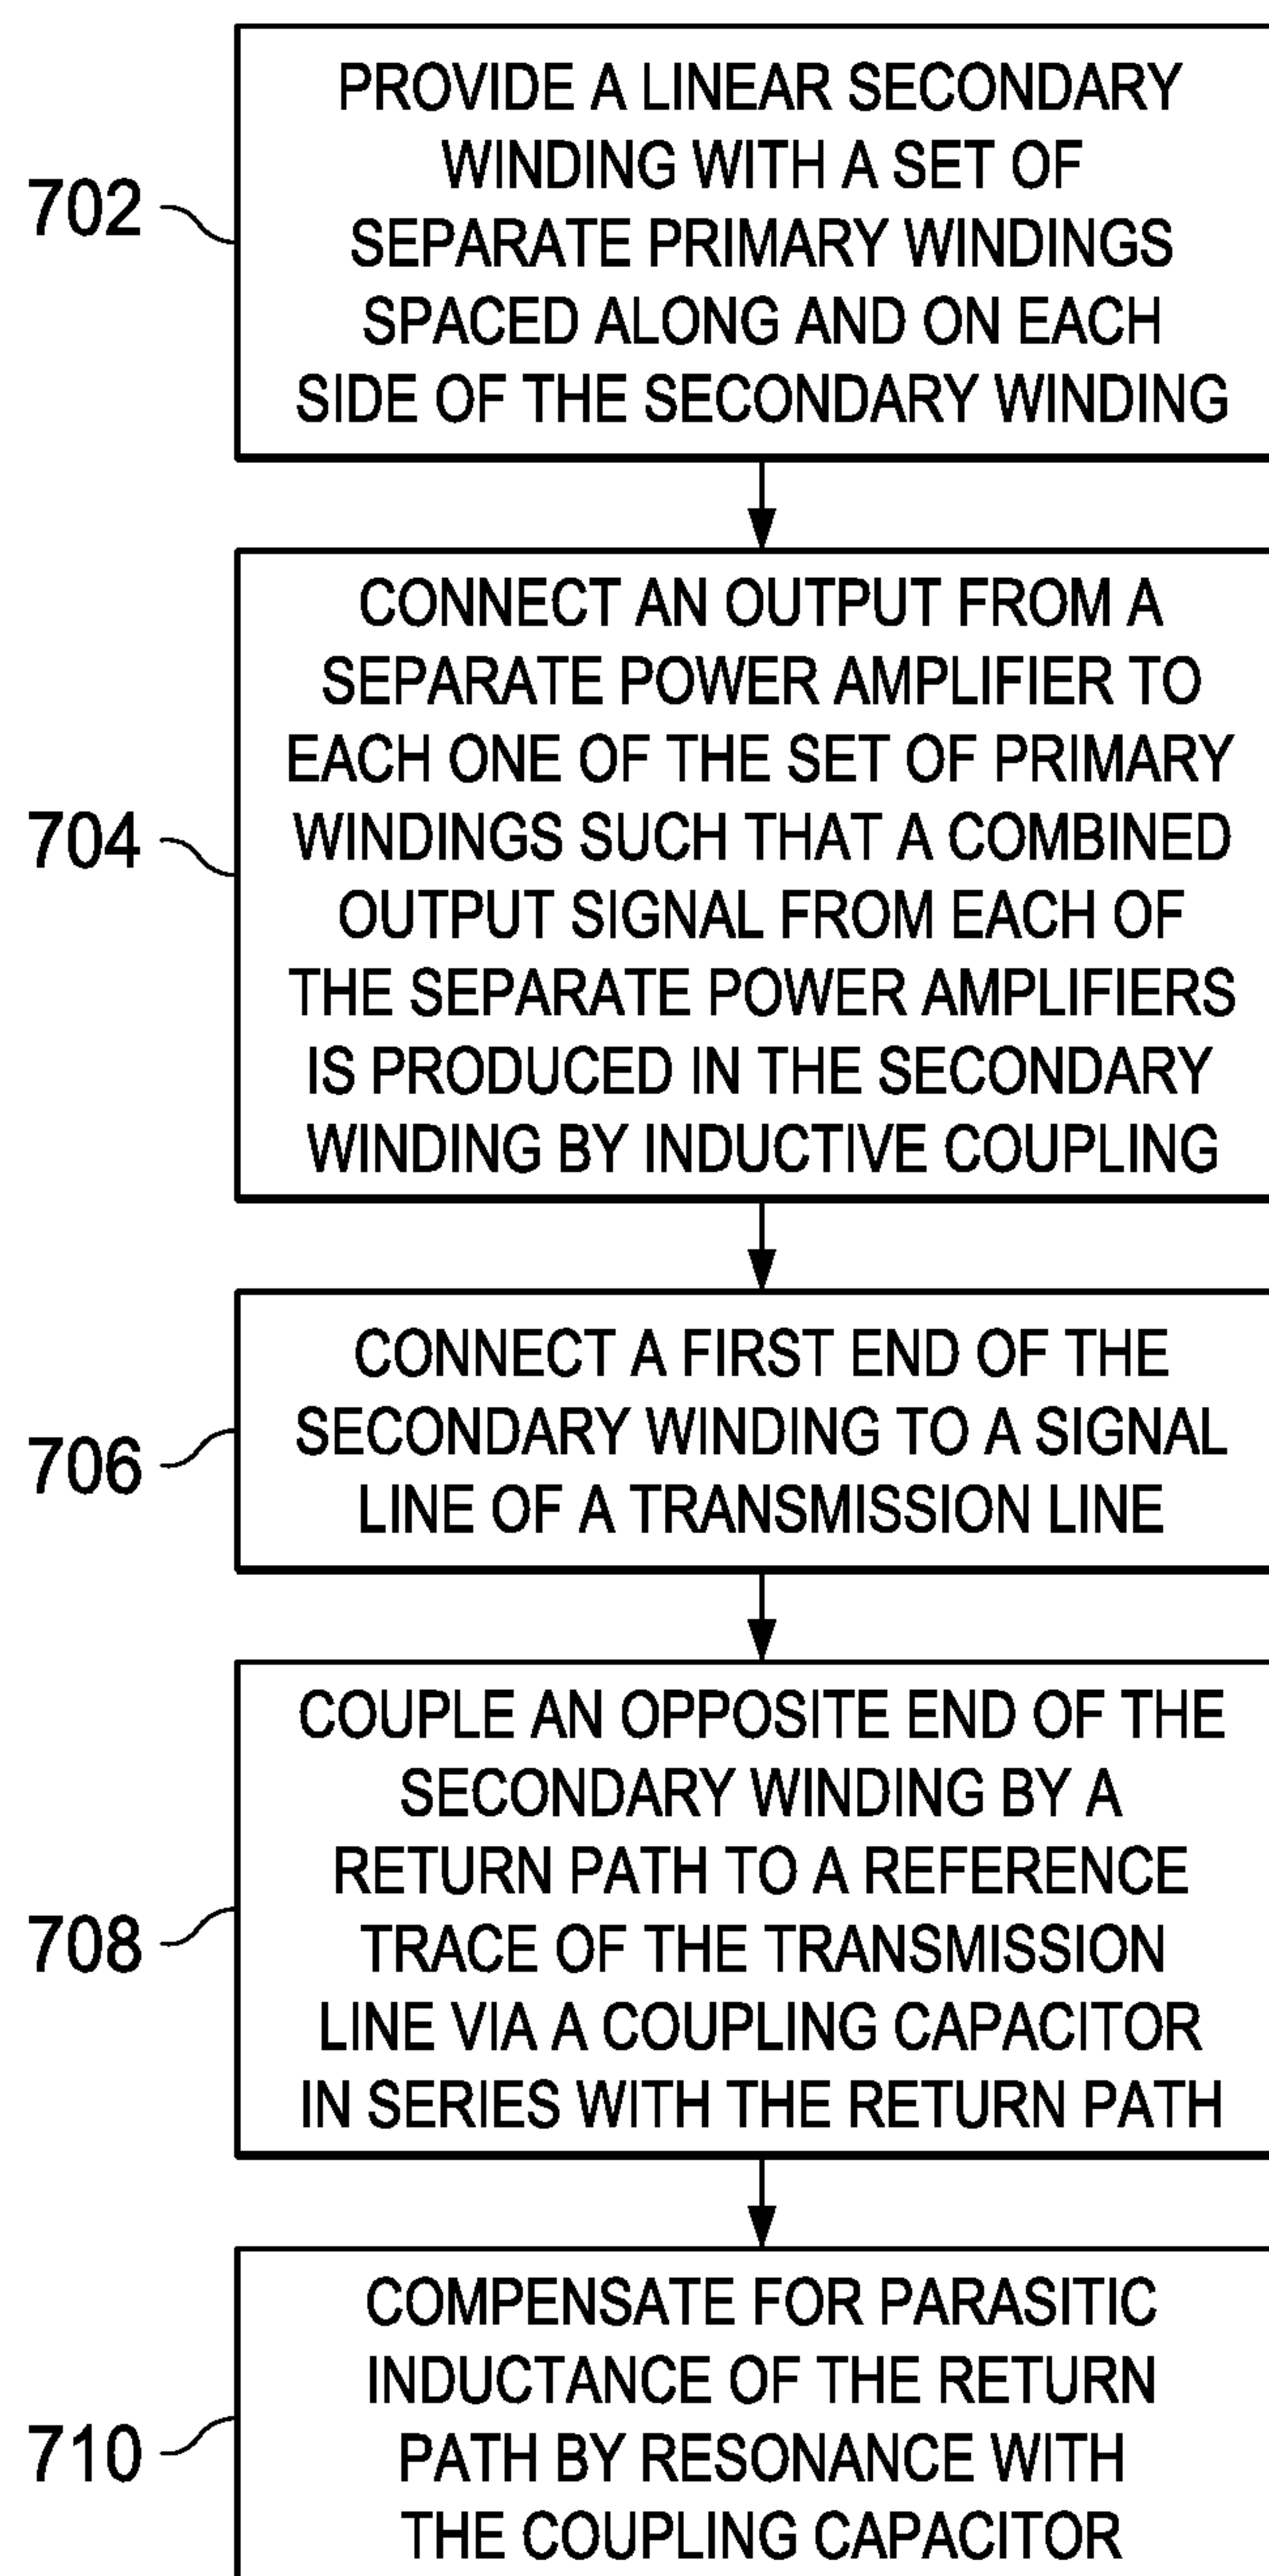 PROVIDE A LINEAR SECONDARY
WINDING WITH A SET OF
SEPARATE PRIMARY WINDINGS
SPACED ALONG AND ON EACH
SIDE OF THE SECONDARY WINDING
702
CONNECT AN OUTPUT FROM A
SEPARATE POWER AMPLIFIER TO
EACH ONE OF THE SET OF PRIMARY
WINDINGS SUCH THAT A COMBINED
OUTPUT SIGNAL FROM EACH OF
THE SEPARATE POWER AMPLIFIERS
IS PRODUCED IN THE SECONDARY
WINDING BY INDUCTIVE COUPLING
704
CONNECT A FIRST END OF THE
SECONDARY WINDING TO A SIGNAL
LINE OF A TRANSMISSION LINE
706
COUPLE AN OPPOSITE END OF THE
SECONDARY WINDING BY A
RETURN PATH TO A REFERENCE
TRACE OF THE TRANSMISSION
LINE VIA A COUPLING CAPACITOR
IN SERIES WITH THE RETURN PATH
708
COMPENSATE FOR PARASITIC
INDUCTANCE OF THE RETURN
PATH BY RESONANCE WITH
THE COUPLING CAPACITOR
710